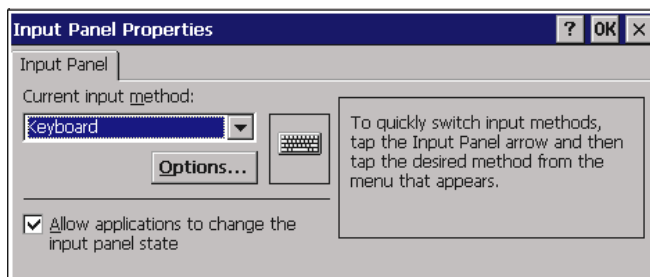 Input Panel Properties ? OK ×
Input Panel
Current input method:
Keyboard
Options...
To quickly switch input methods,
tap the Input Panel arrow and then
tap the desired method from the
menu that appears.
Allow applications to change the
input panel state